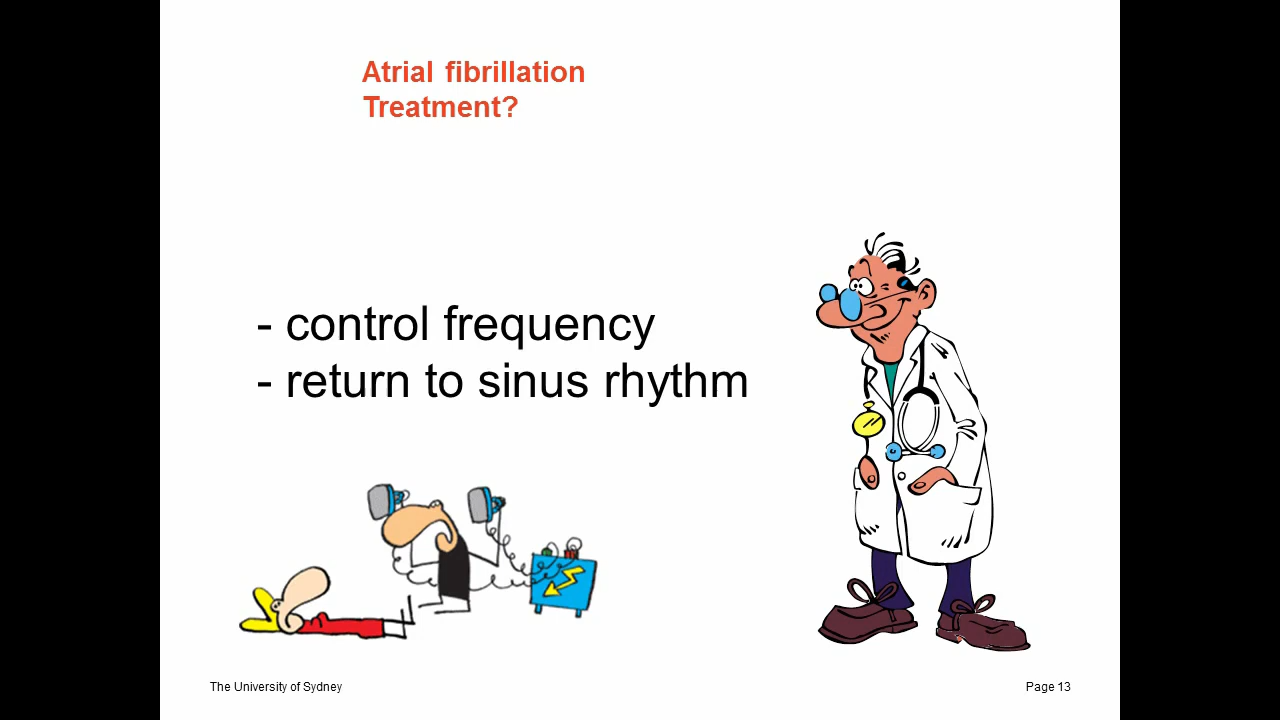 Atrial fibrillation
Treatment?
- control frequency
- return to sinus rhythm
The University of Sydney
Page 13